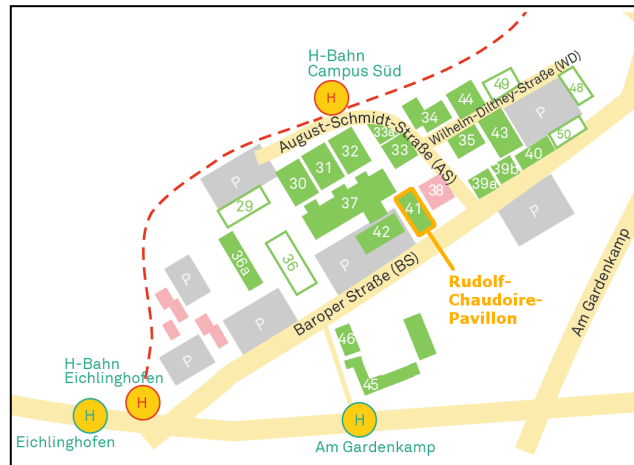 H-Bahn
Campus Süd
H
August-Schmidt-Straße (AS)
Wilhelm-Dilthey-Straße (WD)
49
48
44
34
33a
33
35
43
P
50
40
39b
39a
38
32
31
30
P
29
37
41
42
P
P
36a
36
P
P
P
Baroper Straße (BS)
Rudolf-
Chaudoire-
Pavillon
Am Gardenkamp
46
45
H-Bahn
Eichlinghofen
H
H
Eichlinghofen
H
Am Gardenkamp